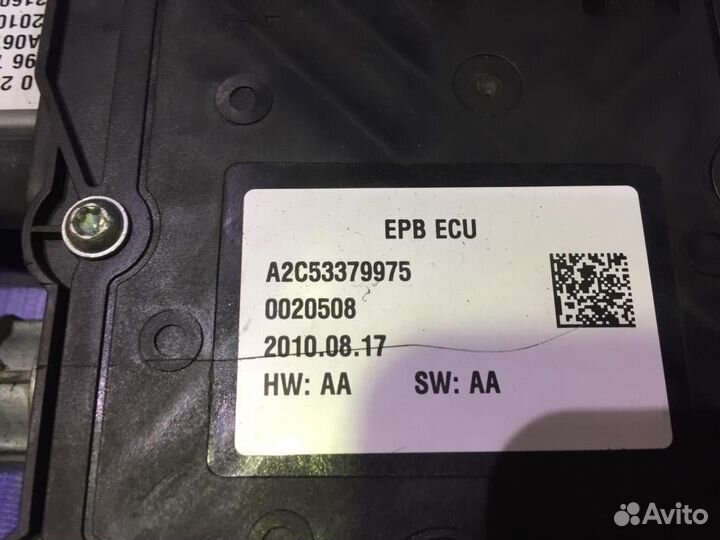 EPB ECU
A2C53379975
0020508
2010.08.17
HW: AA SW: AA
Avito